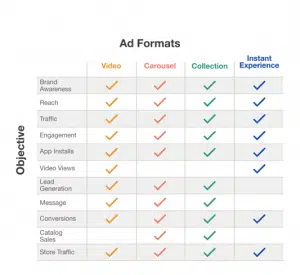 Ad Formats
Video Carousel Collection Instant
Experience
Objective
Brand
Awareness
Reach
Traffic
Engagement
App Installs
Video Views
Lead
Generation
Message
Conversions
Catalog
Sales
Store Traffic